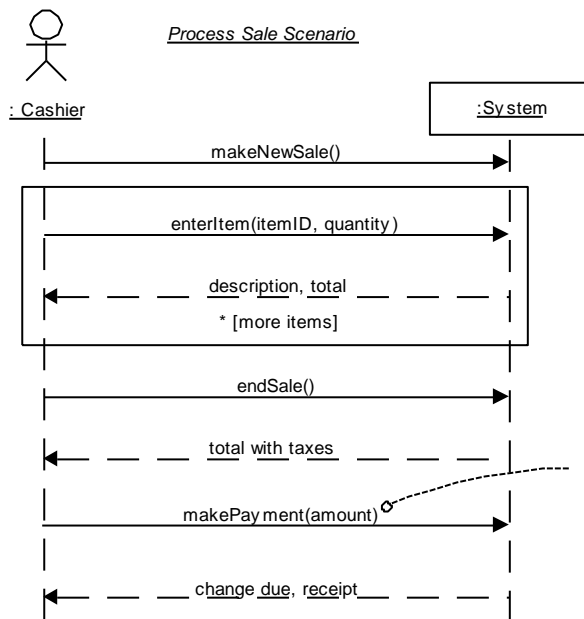 Process Sale Scenario
: Cashier
:System
makeNewSale()
enterItem(itemID, quantity)
description, total
* [more items]
endSale()
total with taxes
makePayment(amount)
change due, receipt